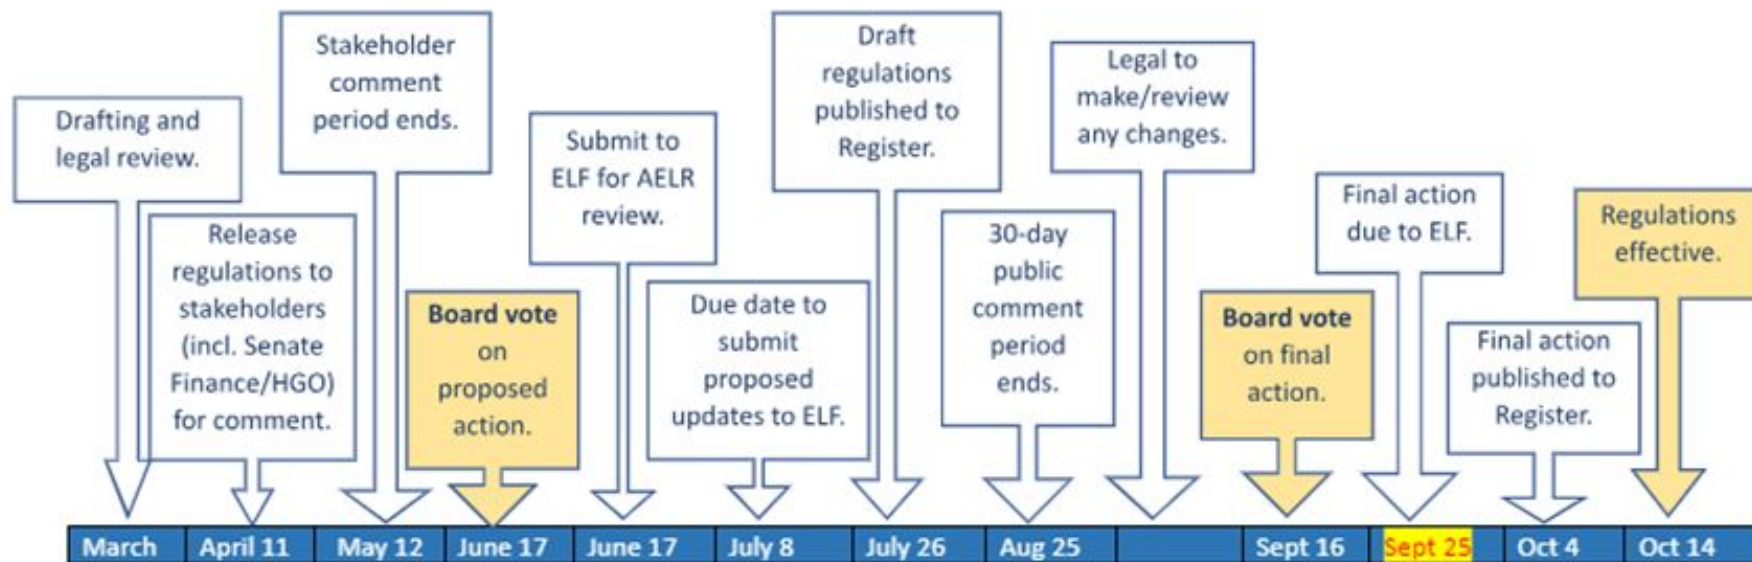 Drafting and
legal review.
Release
regulations to
stakeholders
(incl. Senate
Finance/HGO)
for comment.
Stakeholder
comment
period ends.
Board vote
on
proposed
action.
Submit to
ELF for AELR
review.
Due date to
submit
proposed
updates to ELF.
Draft
regulations
published to
Register.
30-day
public
comment
period
ends.
Legal to
make/review
any changes.
Board vote
on final
action.
Final action
due to ELF.
Final action
published to
Register.
Regulations
effective.
March April 11 May 12 June 17 June 17 July 8 July 26 Aug 25 Sept 16 Sept 25 Oct 4 Oct 14